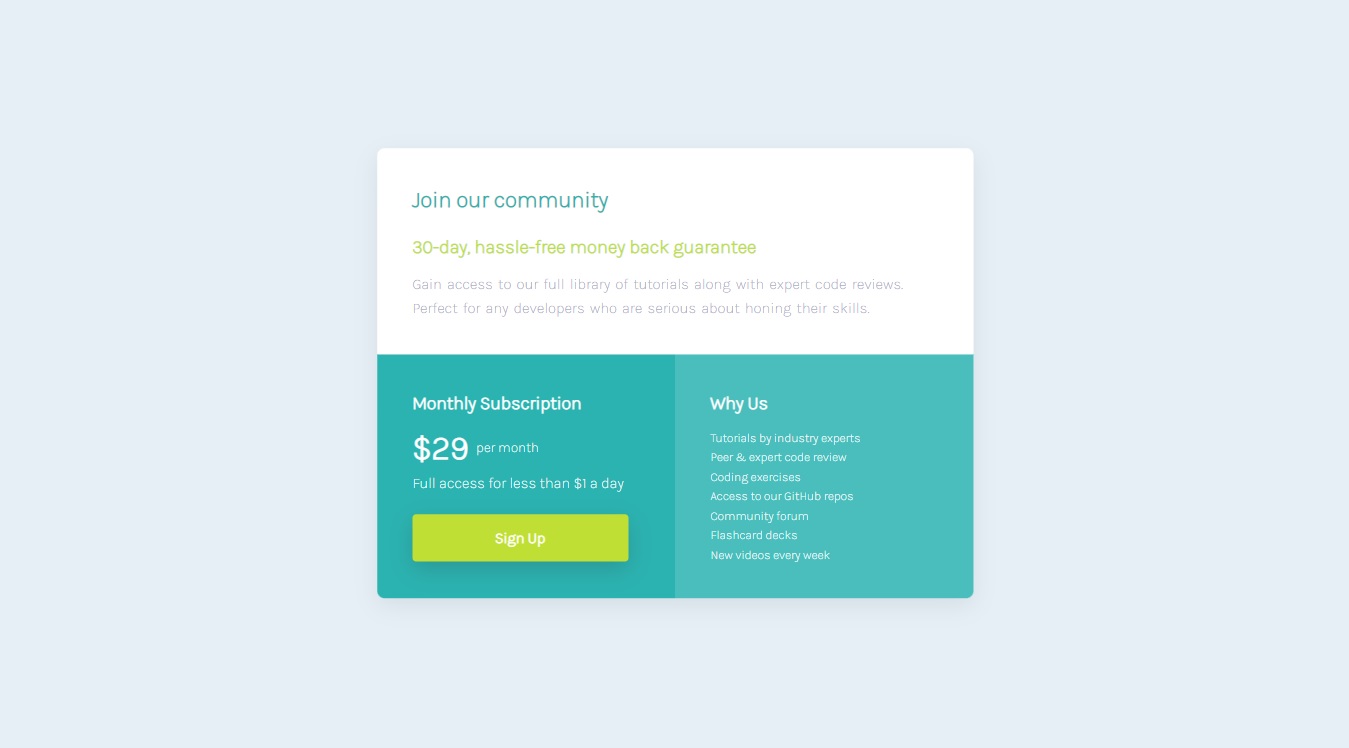 Join our community
30-day, hassle-free money back guarantee
Gain access to our full library of tutorials along with expert code reviews.
Perfect for any developers who are serious about honing their skills.
Monthly Subscription
$29 per month
Full access for less than $1 a day
Sign Up
Why Us
Tutorials by industry experts
Peer & expert code review
Coding exercises
Access to our GitHub repos
Community forum
Flashcard decks
New videos every week